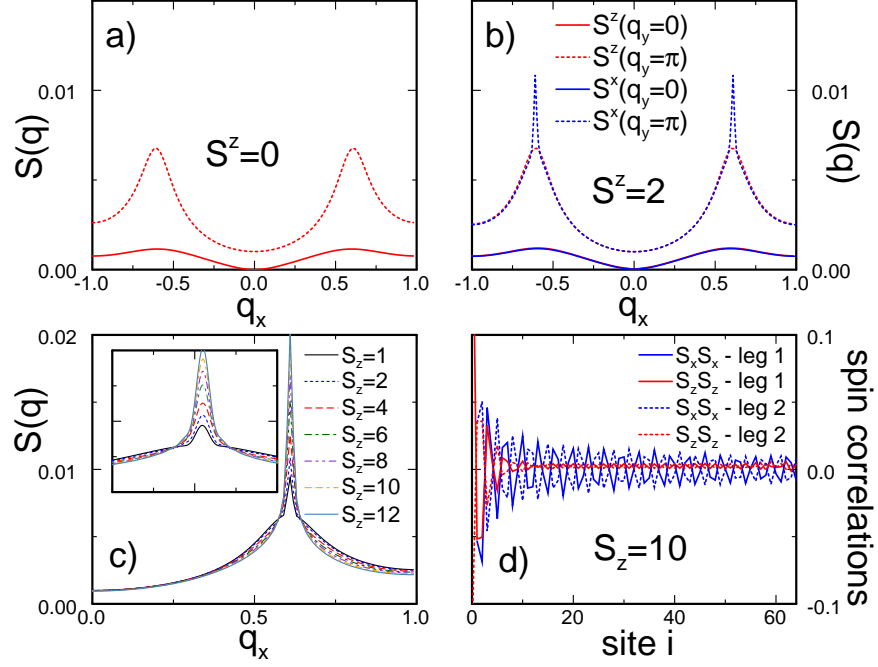 a)
S(q)
0.01
0.00
S^z=0
-1.0 -0.5 0.0 0.5 1.0
q_x
b)
S^z(q_y=0)
S^z(q_y=π)
S^x(q_y=0)
S^x(q_y=π)
0.01
0.00
S(q)
S^z=2
-1.0 -0.5 0.0 0.5 1.0
q_x
0.02
0.01
0.00
S(q)
S_z=1
S_z=2
S_z=4
S_z=6
S_z=8
S_z=10
S_z=12
c)
0.0 0.5 1.0
q_x
S_xS_x - leg 1
S_zS_z - leg 1
S_xS_x - leg 2
S_zS_z - leg 2
0.1
0.0
-0.1
spin correlations
d)
S_z=10
0 20 40 60
site i